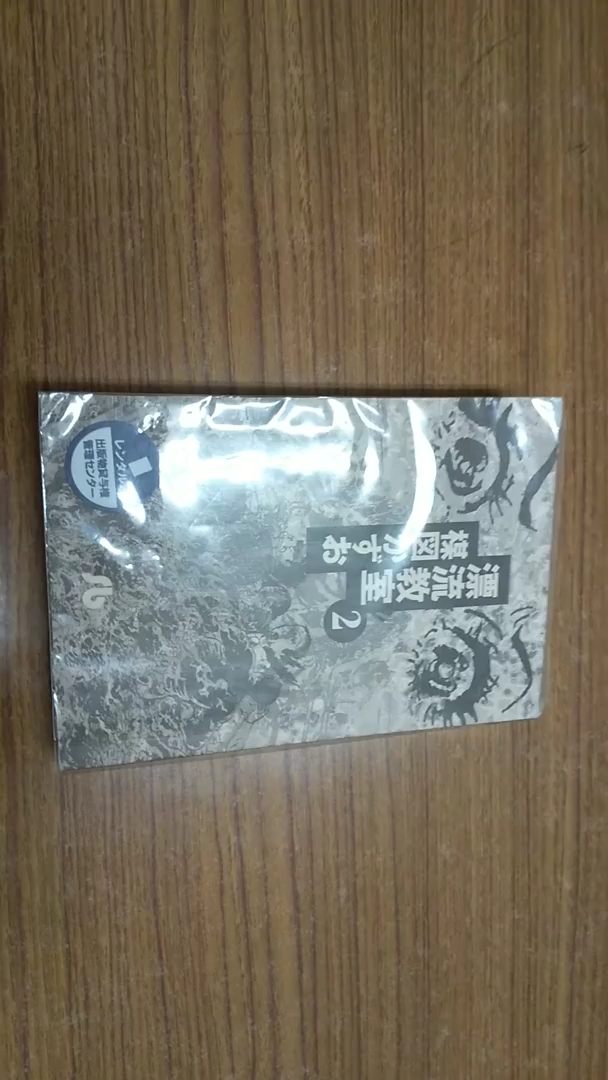 漂流教室
2
楳図かずお
レンタル
出版物貸与権
管理センター